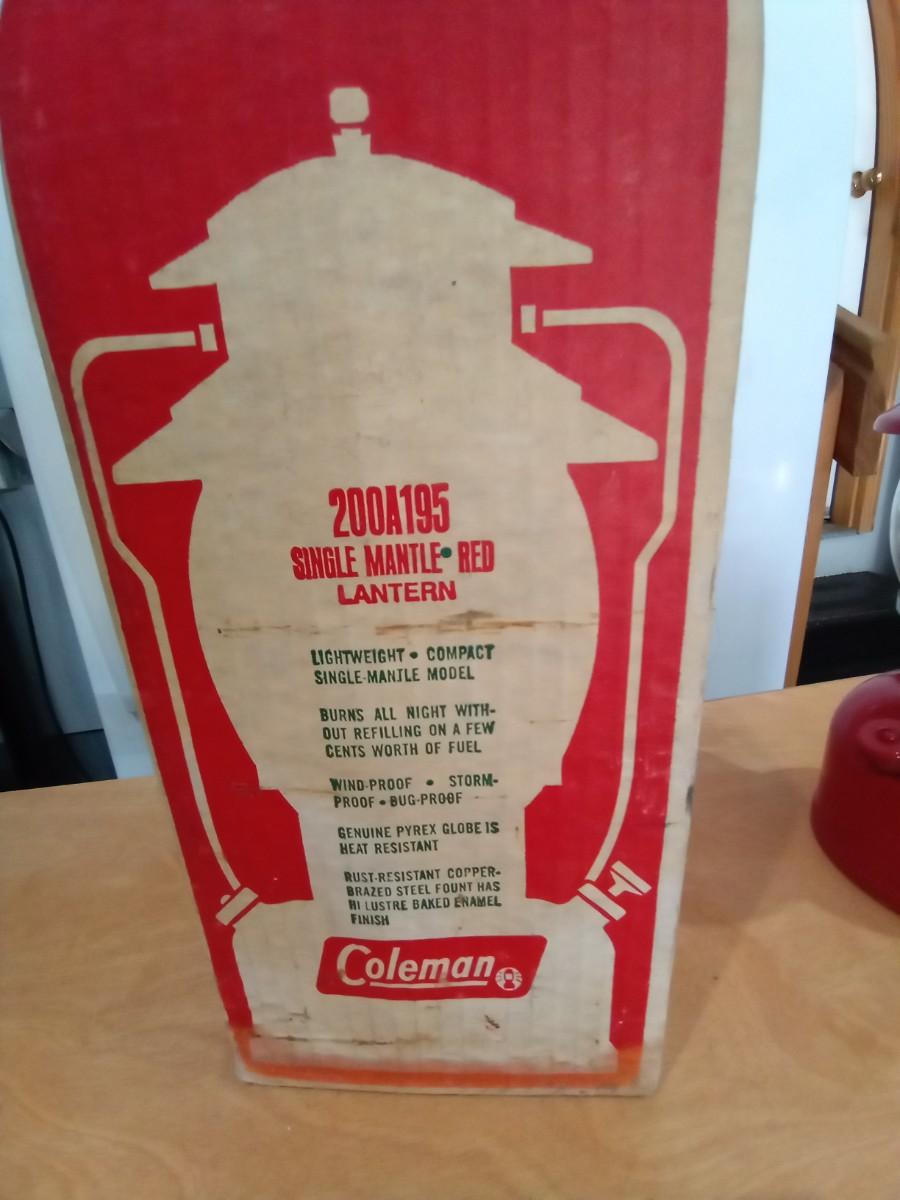 200A195
SINGLE MANTLE • RED
LANTERN
LIGHTWEIGHT • COMPACT
SINGLE-MANTLE MODEL
BURNS ALL NIGHT WITH-
OUT REFILLING ON A FEW
CENTS WORTH OF FUEL
WIND-PROOF • STORM-
PROOF • BUG-PROOF
GENUINE PYREX GLOBE IS
HEAT RESISTANT
RUST-RESISTANT COPPER-
BRAZED STEEL FOUNT HAS
HI LUSTRE BAKED ENAMEL
FINISH
Coleman